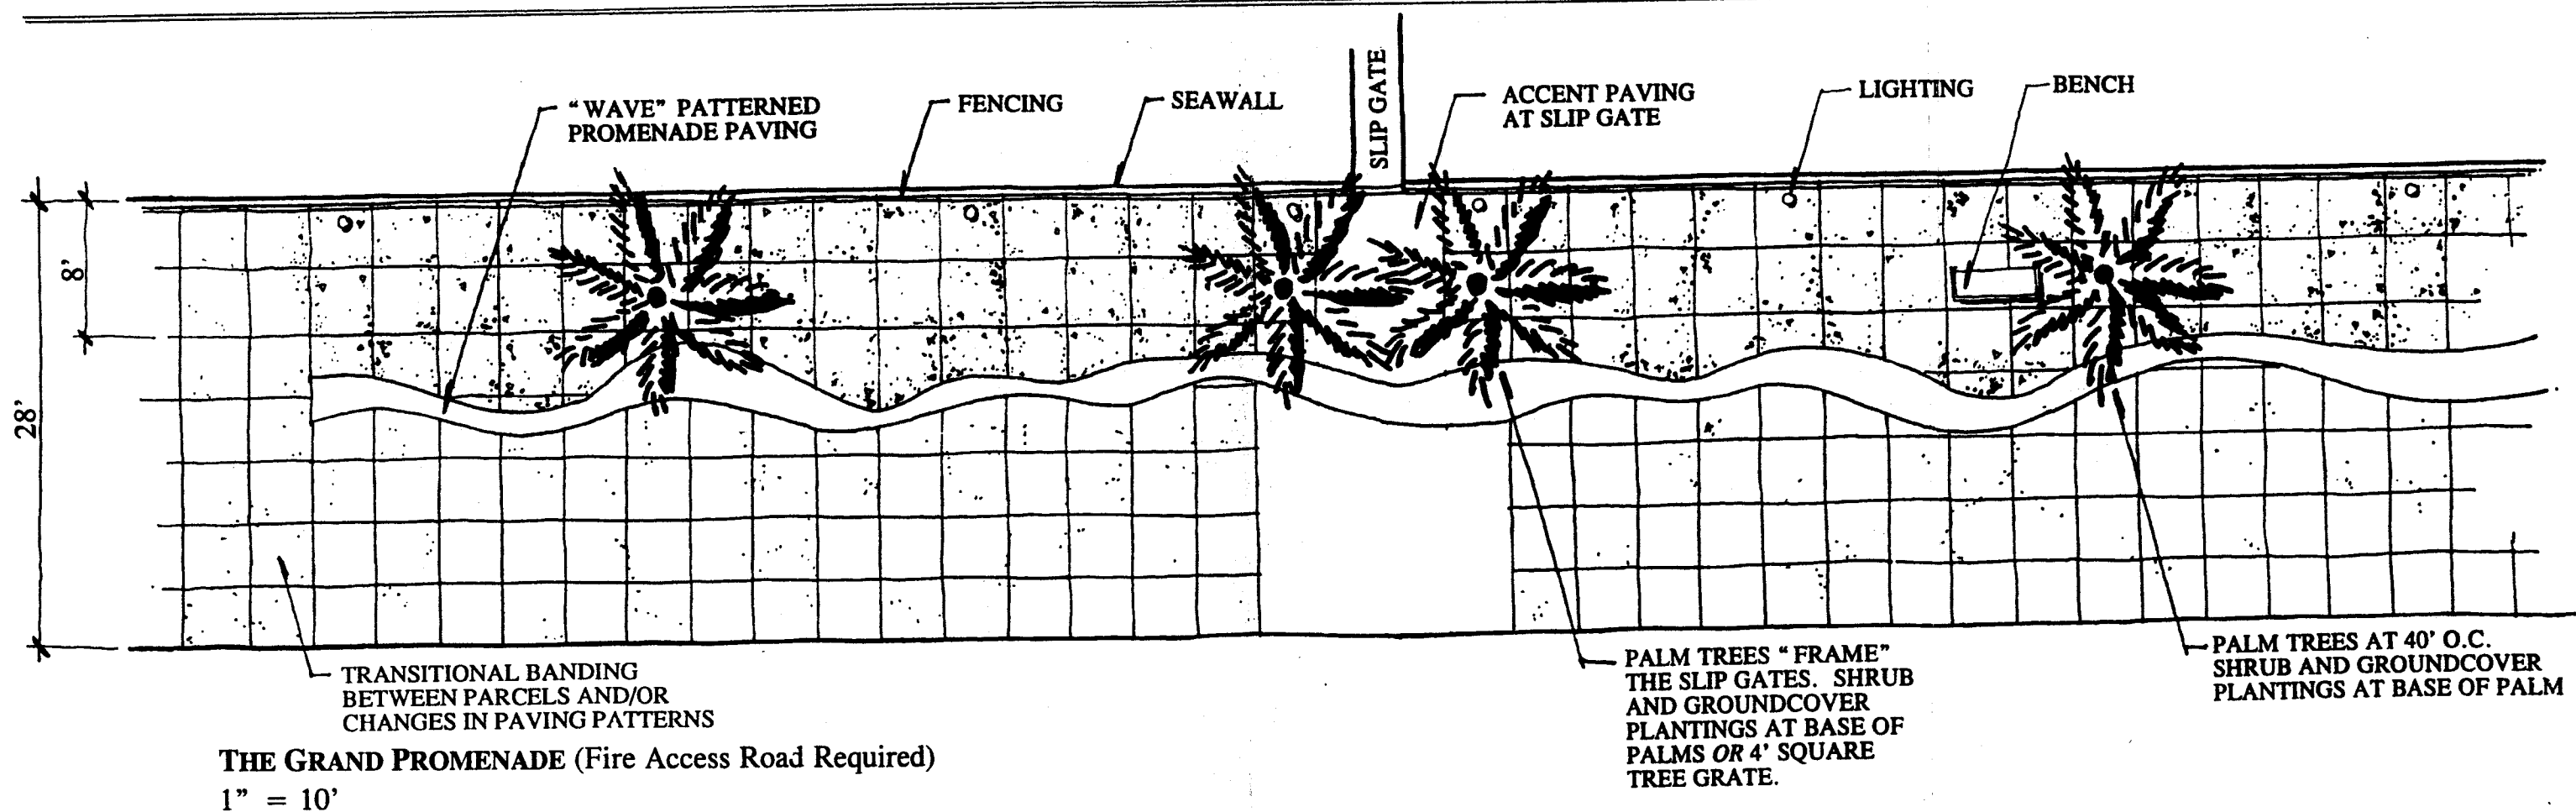 "WAVE" PATTERNED
PROMENADE PAVING
FENCING
SEAWALL
SLIP GATE
ACCENT PAVING
AT SLIP GATE
LIGHTING
BENCH
8'
28'
TRANSITIONAL BANDING
BETWEEN PARCELS AND/OR
CHANGES IN PAVING PATTERNS
PALM TREES "FRAME"
THE SLIP GATES. SHRUB
AND GROUNDCOVER
PLANTINGS AT BASE OF
PALMS OR 4' SQUARE
TREE GRATE.
PALM TREES AT 40' O.C.
SHRUB AND GROUNDCOVER
PLANTINGS AT BASE OF PALM
THE GRAND PROMENADE (Fire Access Road Required)
1" = 10'